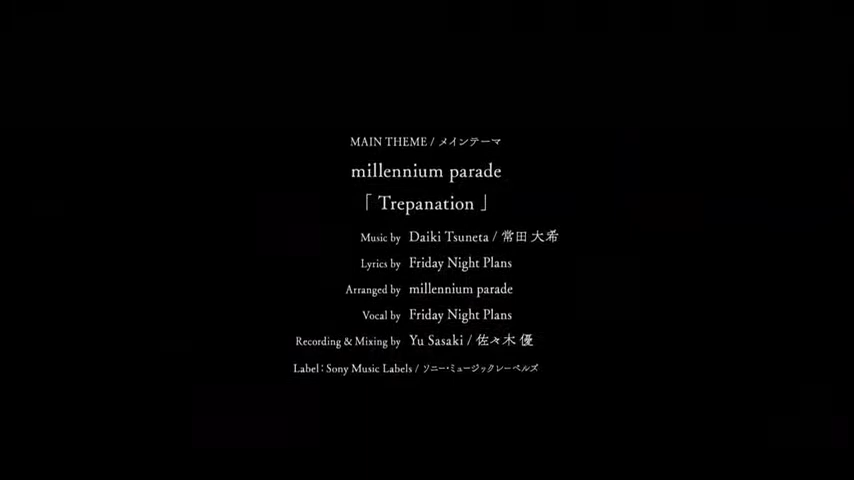 MAIN THEME / メインテーマ
millennium parade
「 Trepanation 」
Music by Daiki Tsuneta / 常田 大希
Lyrics by Friday Night Plans
Arranged by millennium parade
Vocal by Friday Night Plans
Recording & Mixing by Yu Sasaki / 佐々木 優
Label : Sony Music Labels / ソニー・ミュージックレーベルズ